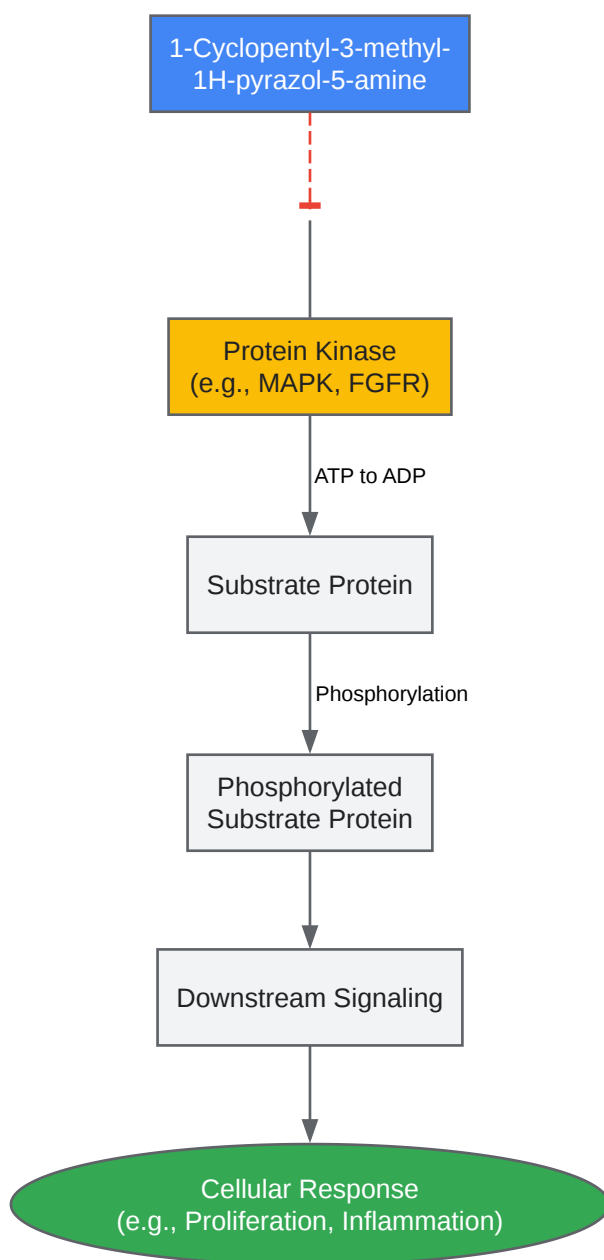 1-Cyclopentyl-3-methyl-
1H-pyrazol-5-amine
Protein Kinase
(e.g., MAPK, FGFR)
ATP to ADP
Substrate Protein
Phosphorylation
Phosphorylated
Substrate Protein
Downstream Signaling
Cellular Response
(e.g., Proliferation, Inflammation)